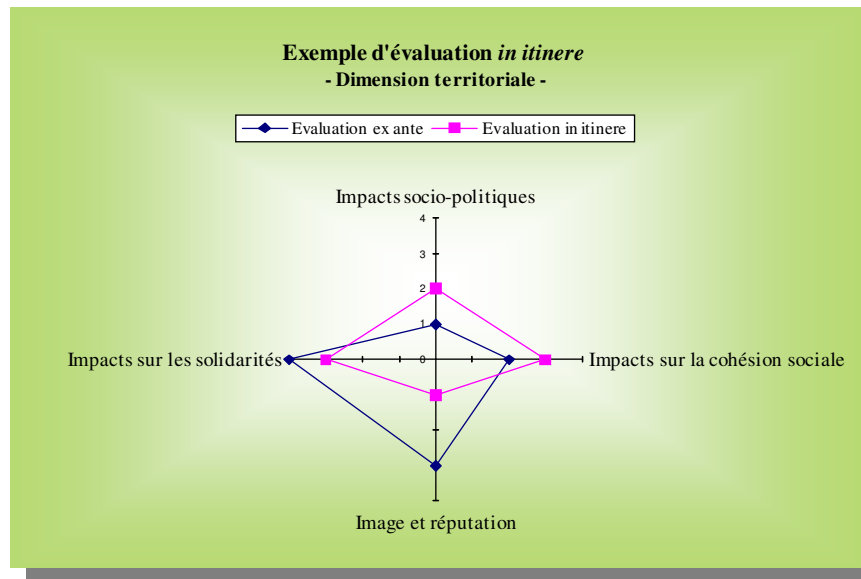 Exemple d'évaluation in itinere
- Dimension territoriale -
Evaluation ex ante Evaluation in itinere
Impacts socio-politiques
4
3
2
1
0
Impacts sur les solidarités
Impacts sur la cohésion sociale
Image et réputation